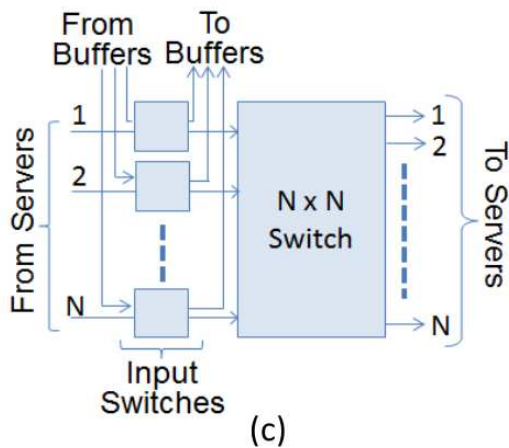 From
Buffers
To
Buffers
From Servers
1
2
N
N x N
Switch
1
2
N
To Servers
Input
Switches
(c)